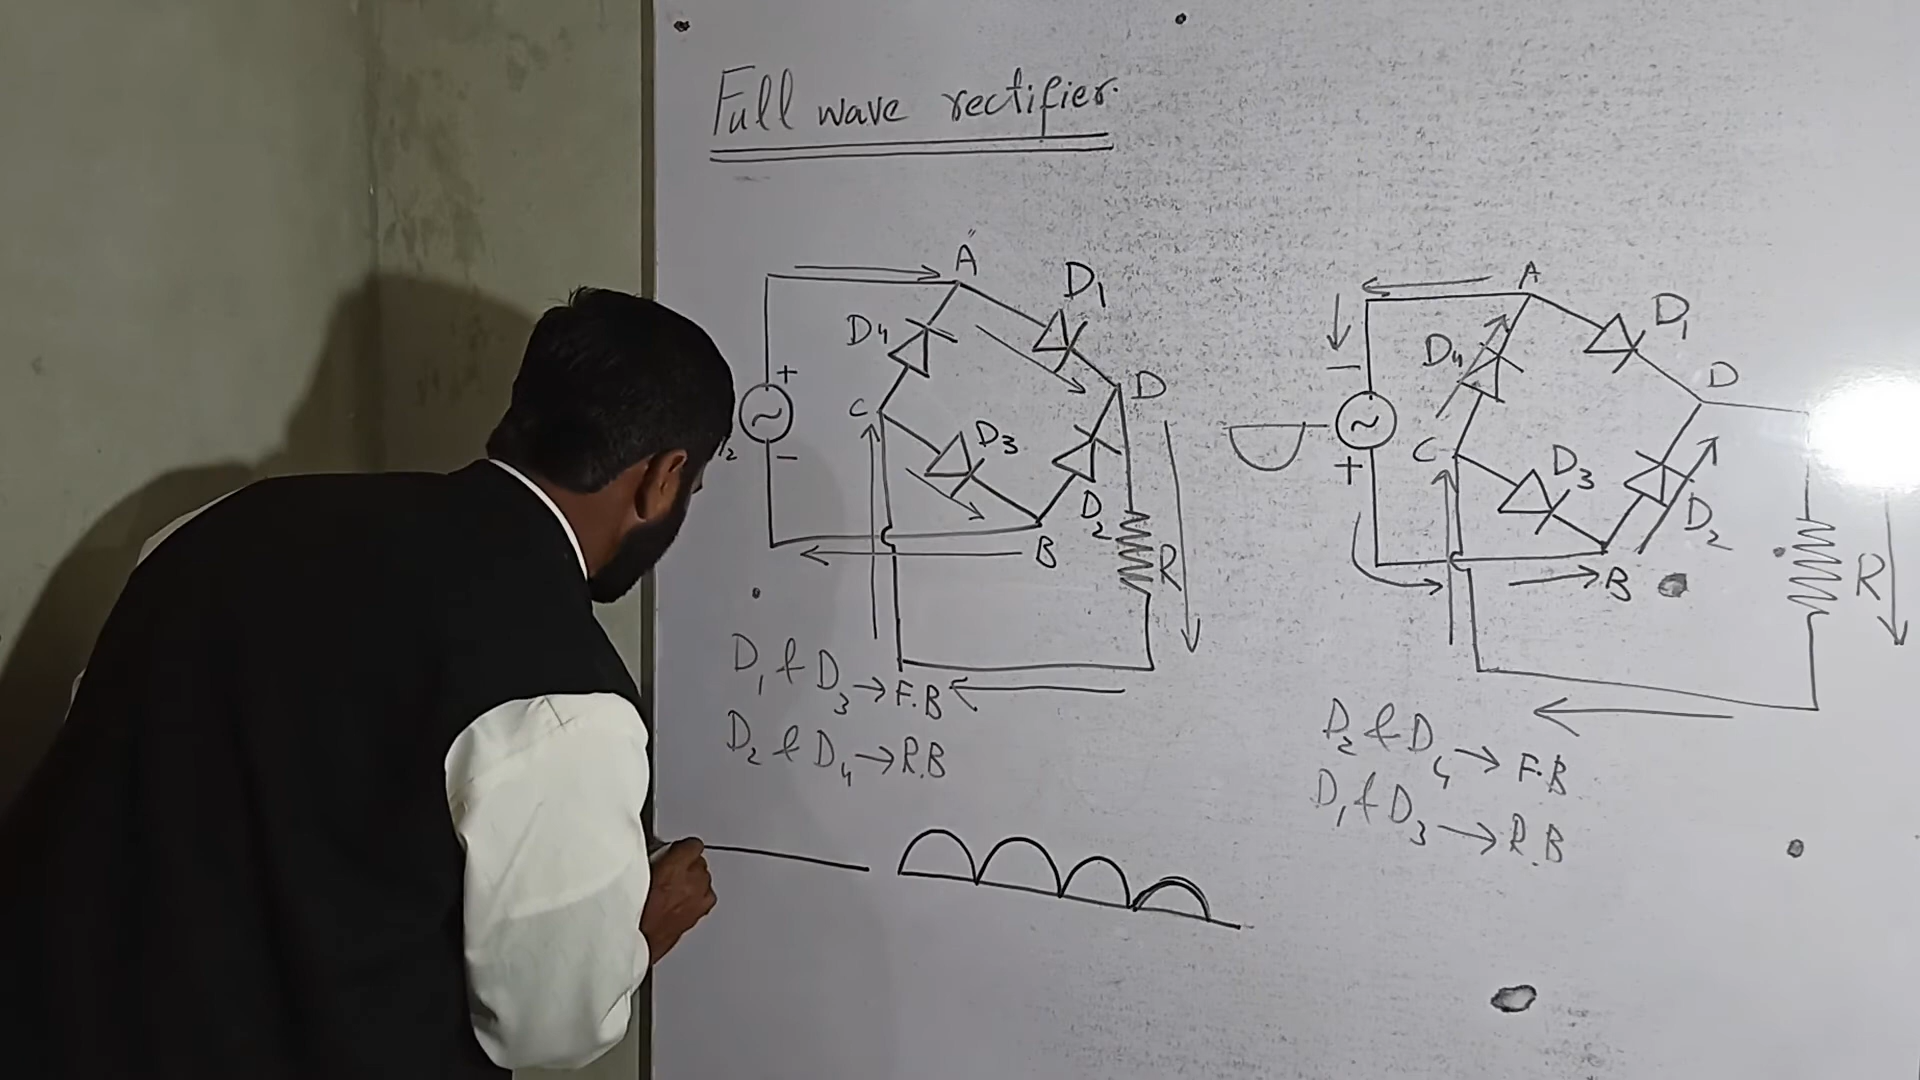 Full wave rectifier.
A
D1
D4
D
+
C
D3
-
D2
B
R
D1 & D3 → F.B
D2 & D4 → R.B
A
D1
D4
D
-
C
D3
+
D2
B
R
D2 & D4 → F.B
D1 & D3 → R.B